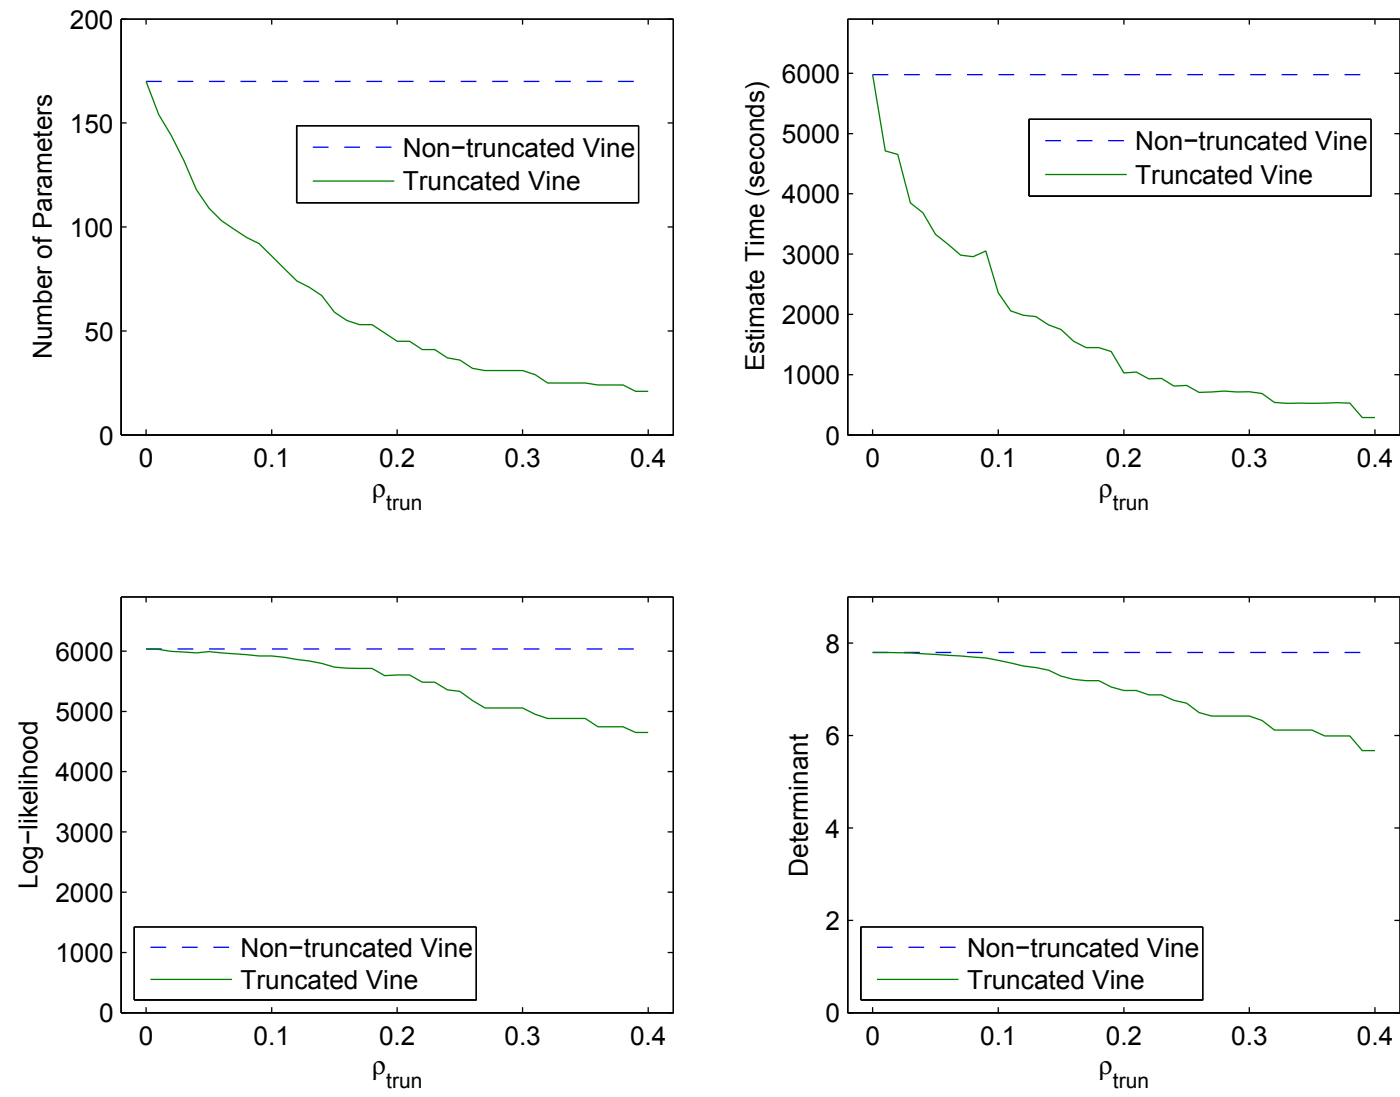 200
150
100
50
0
Number of Parameters
Non−truncated Vine
Truncated Vine
0 0.1 0.2 0.3 0.4
ρtrun
6000
5000
4000
3000
2000
1000
0
Estimate Time (seconds)
Non−truncated Vine
Truncated Vine
0 0.1 0.2 0.3 0.4
ρtrun
6000
5000
4000
3000
2000
1000
0
Log−likelihood
Non−truncated Vine
Truncated Vine
0 0.1 0.2 0.3 0.4
ρtrun
8
6
4
2
0
Determinant
Non−truncated Vine
Truncated Vine
0 0.1 0.2 0.3 0.4
ρtrun